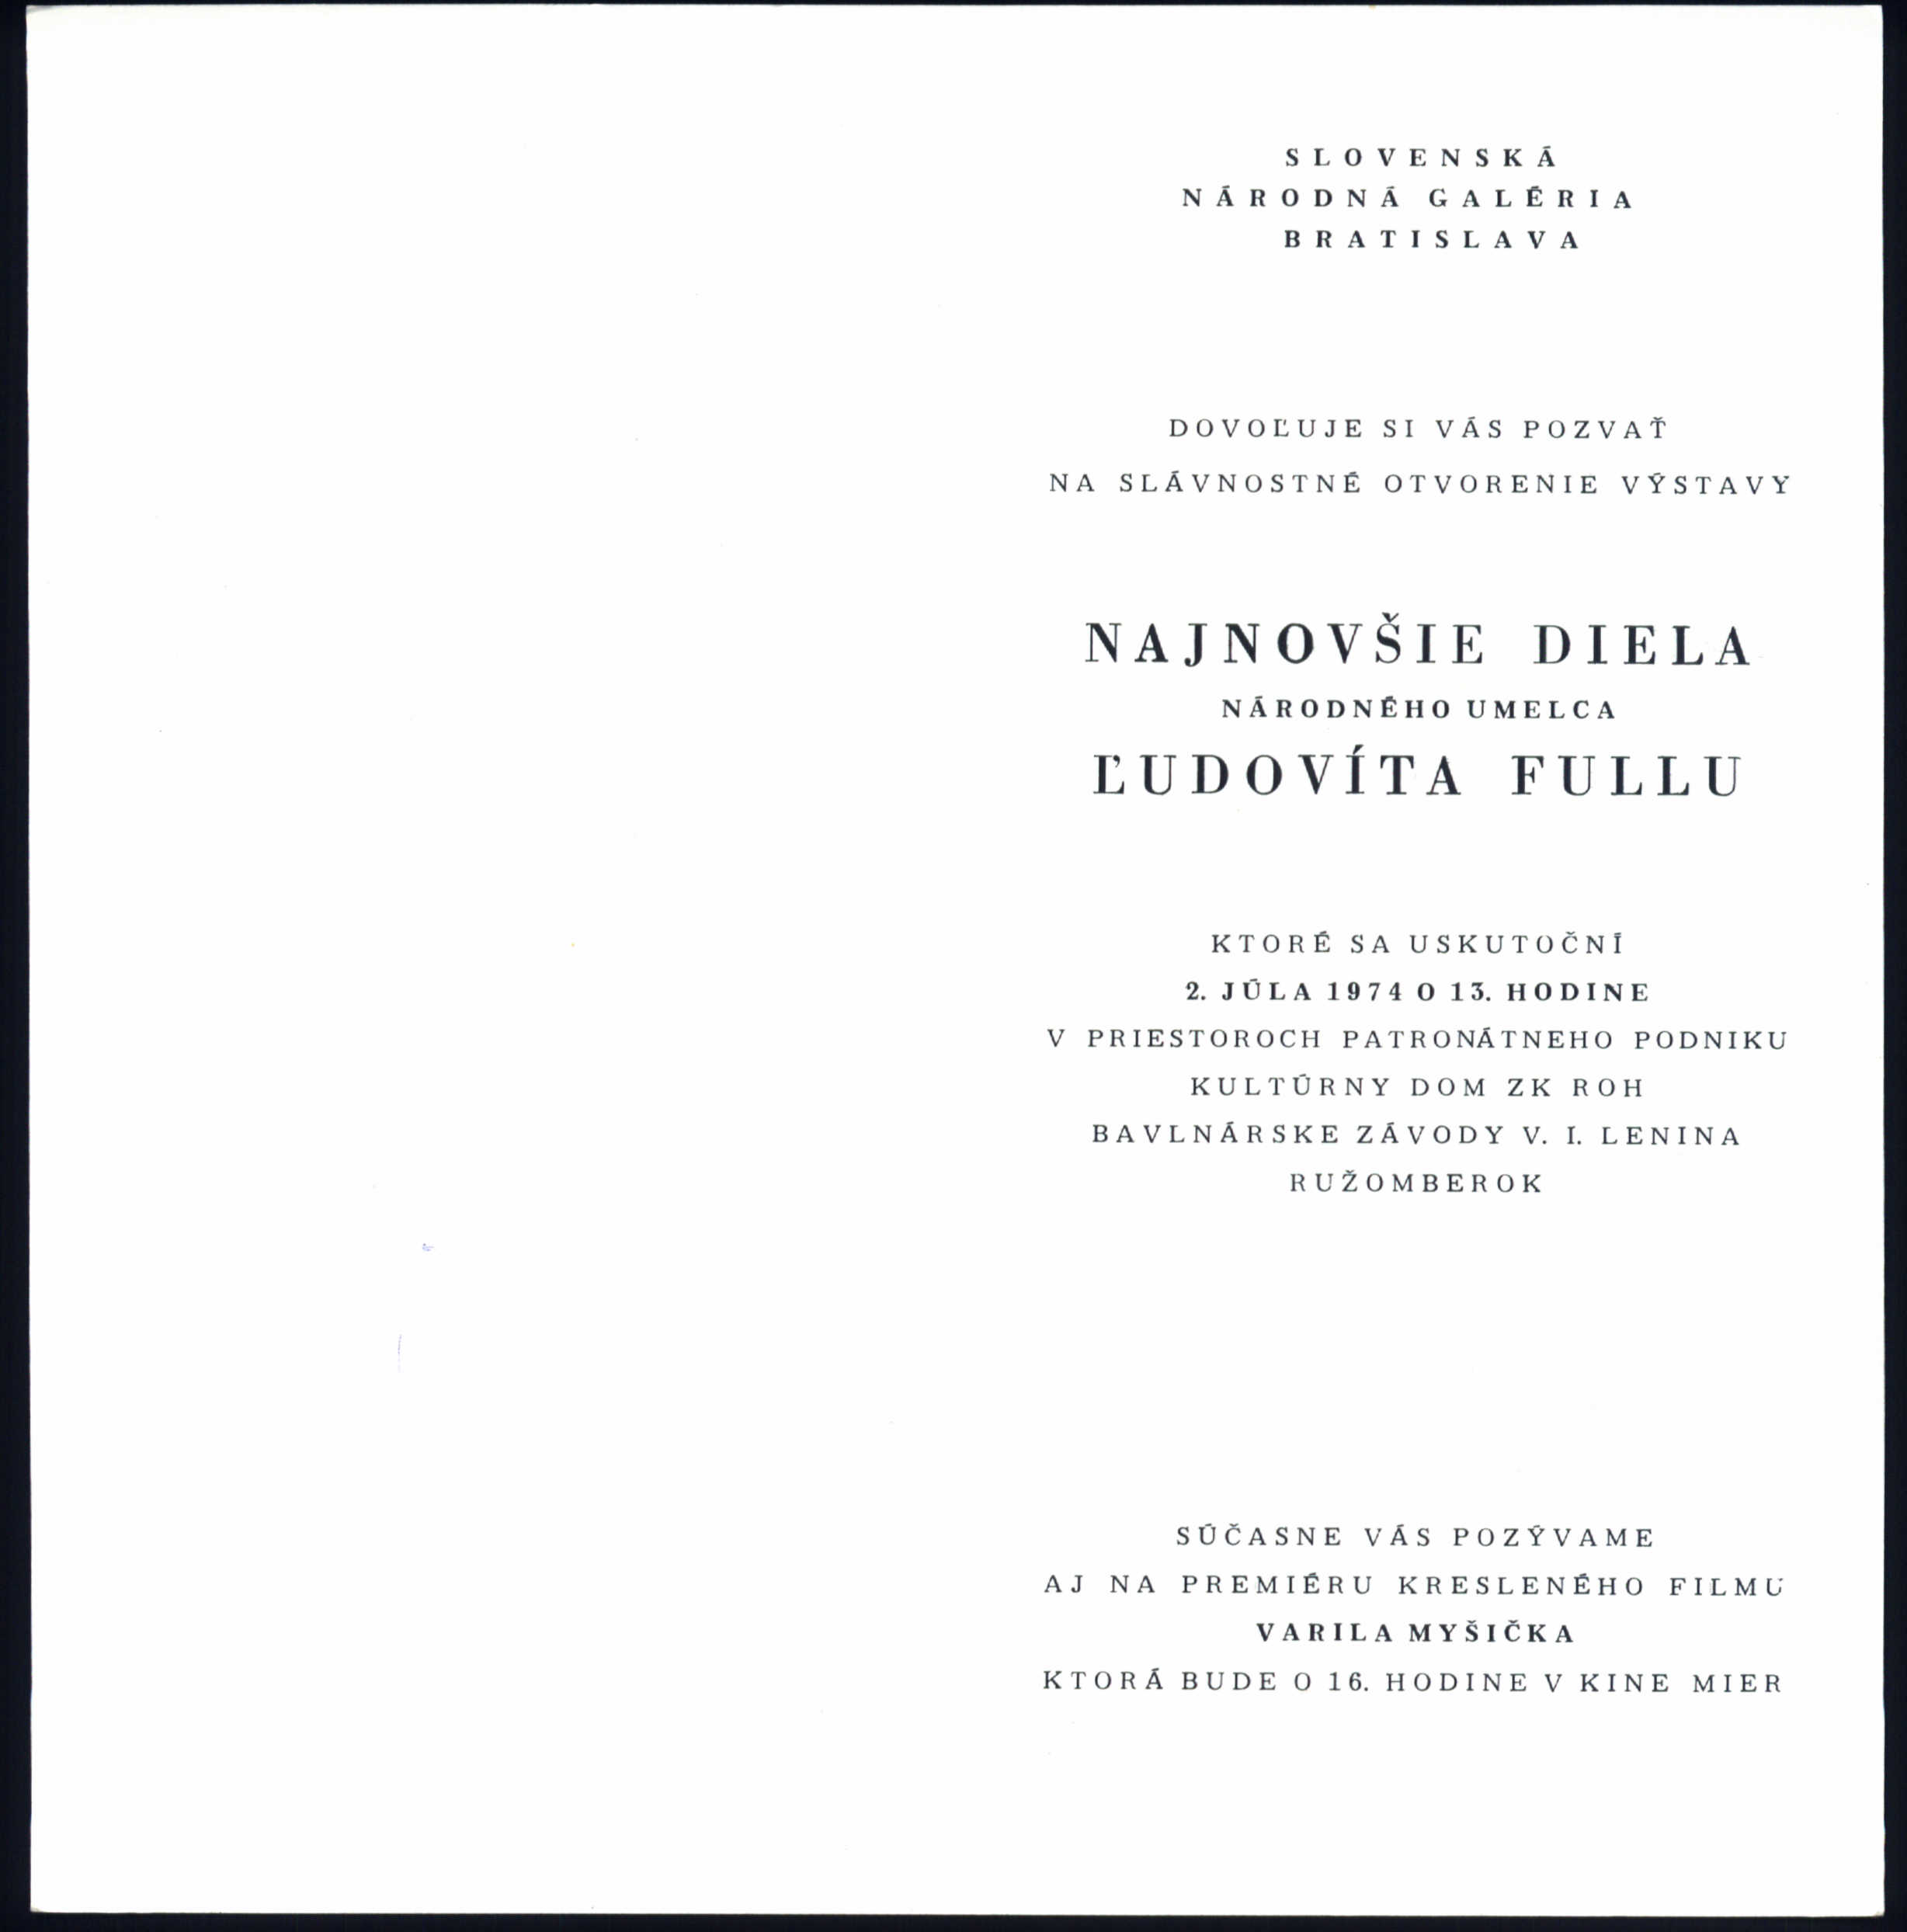 SLOVENSKÁ
NÁRODNÁ GALÉRIA
BRATISLAVA
DOVOĽUJE SI VÁS POZVAŤ
NA SLÁVNOSTNÉ OTVORENIE VÝSTAVY
NAJNOVŠIE DIELA
NÁRODNÉHO UMELCA
ĽUDOVÍTA FULLU
KTORÉ SA USKUTOČNÍ
2. JÚLA 1974 O 13. HODINE
V PRIESTOROCH PATRONÁTNEHO PODNIKU
KULTÚRNY DOM ZK ROH
BAVLNÁRSKE ZÁVODY V. I. LENINA
RUŽOMBEROK
SÚČASNE VÁS POZÝVAME
AJ NA PREMIÉRU KRESLENÉHO FILMU
VARILA MYŠIČKA
KTORÁ BUDE O 16. HODINE V KINE MIER